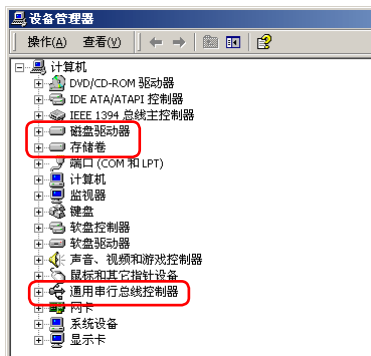 设备管理器
操作(A) 查看(V)
计算机
DVD/CD-ROM 驱动器
IDE ATA/ATAPI 控制器
IEEE 1394 总线主控制器
磁盘驱动器
存储卷
端口 (COM 和 LPT)
计算机
监视器
键盘
软盘控制器
软盘驱动器
声音、视频和游戏控制器
鼠标和其它指针设备
通用串行总线控制器
网卡
系统设备
显示卡